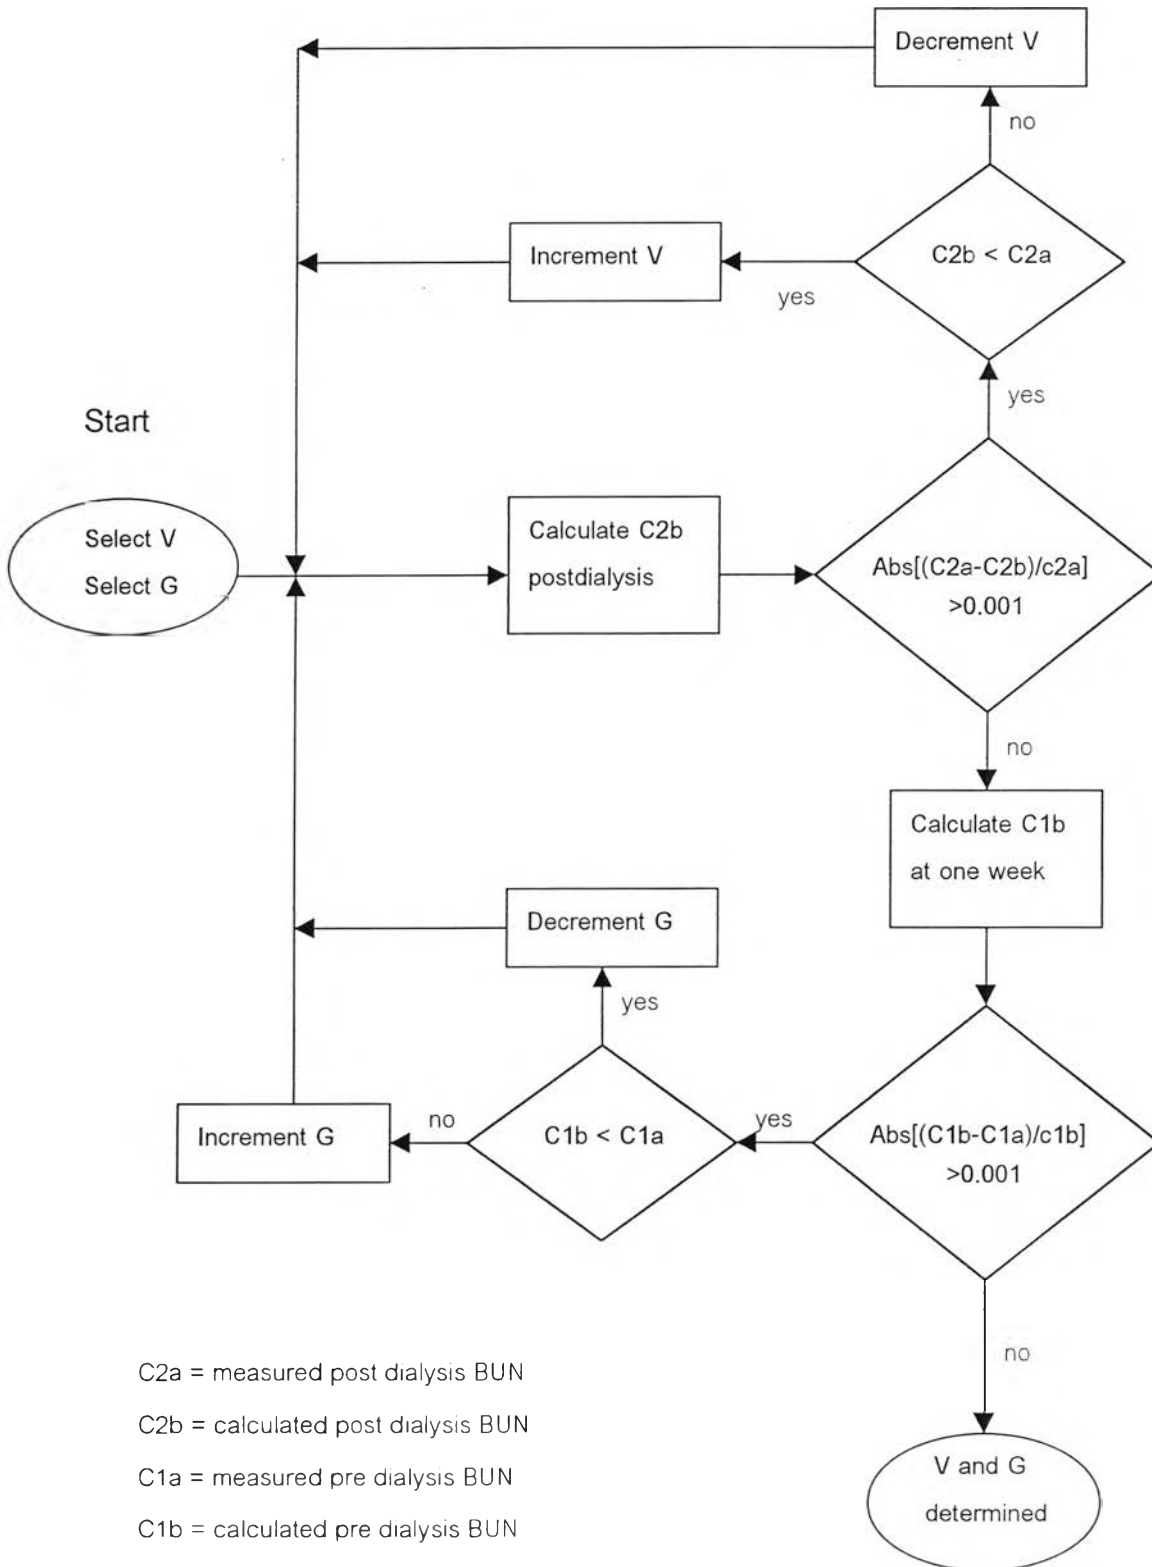 Decrement V
no
Increment V
C2b < C2a
yes
yes
Start
Select V
Select G
Calculate C2b
postdialysis
Abs[(C2a-C2b)/c2a]
>0.001
no
Calculate C1b
at one week
Decrement G
yes
Increment G
no
C1b < C1a
yes
Abs[(C1b-C1a)/c1b]
>0.001
no
C2a = measured post dialysis BUN
C2b = calculated post dialysis BUN
C1a = measured pre dialysis BUN
C1b = calculated pre dialysis BUN
V and G
determined